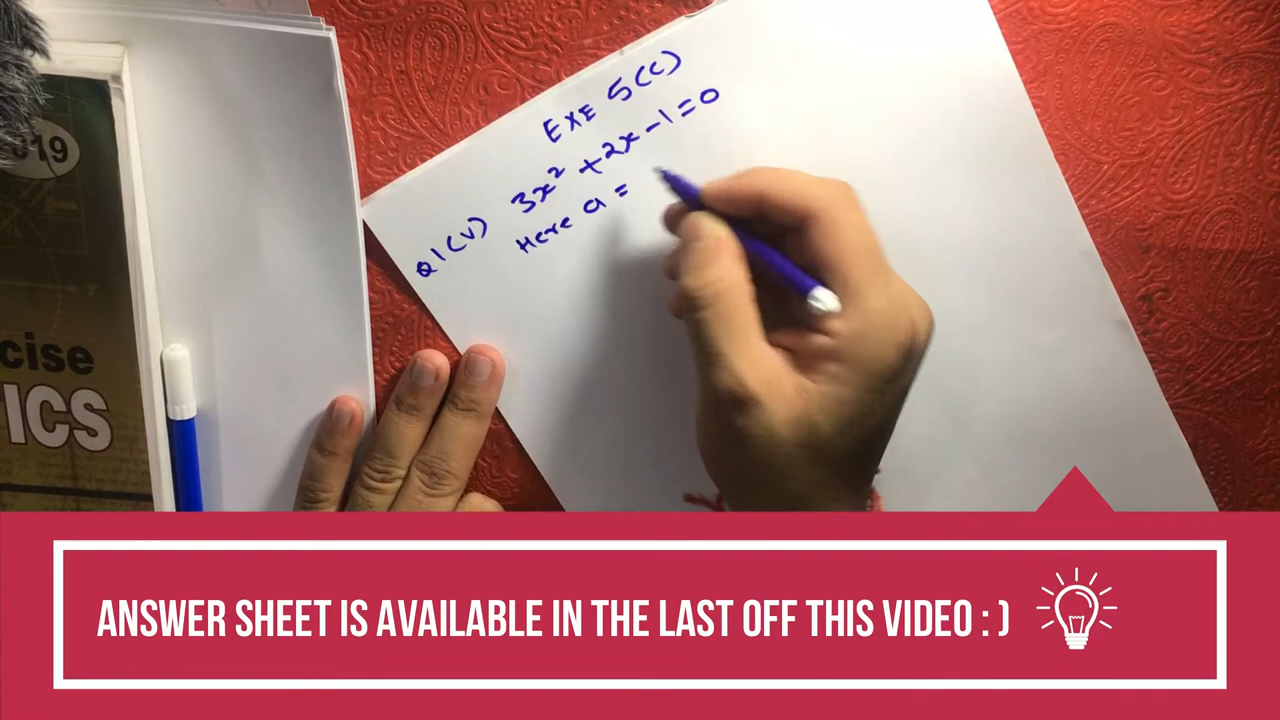 EXE 5(C)
Q1(V) 3x² + 2x - 1 = 0
Here a =
19
cise
ICS
ANSWER SHEET IS AVAILABLE IN THE LAST OFF THIS VIDEO : )